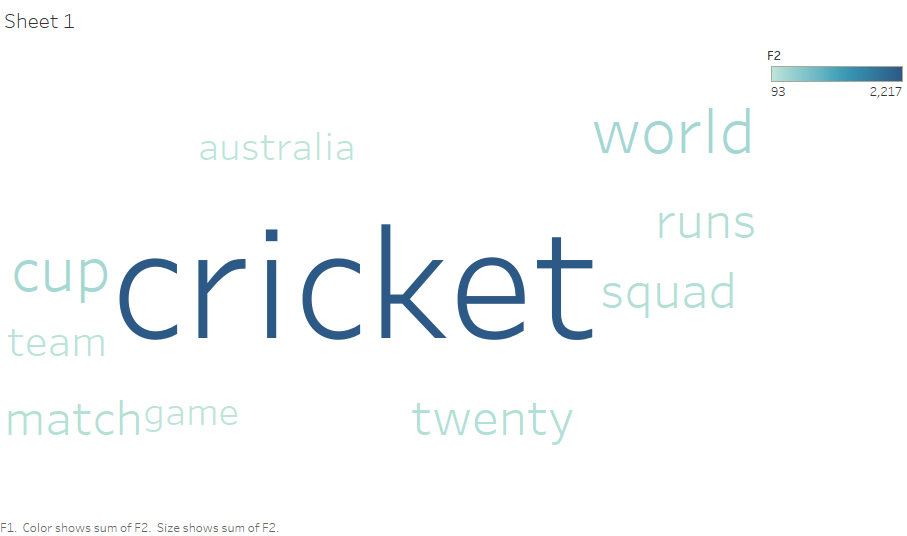 Sheet 1
F2
93 2,217
world
australia
runs
cricket
cup
squad
team
match
game
twenty
F1. Color shows sum of F2. Size shows sum of F2.